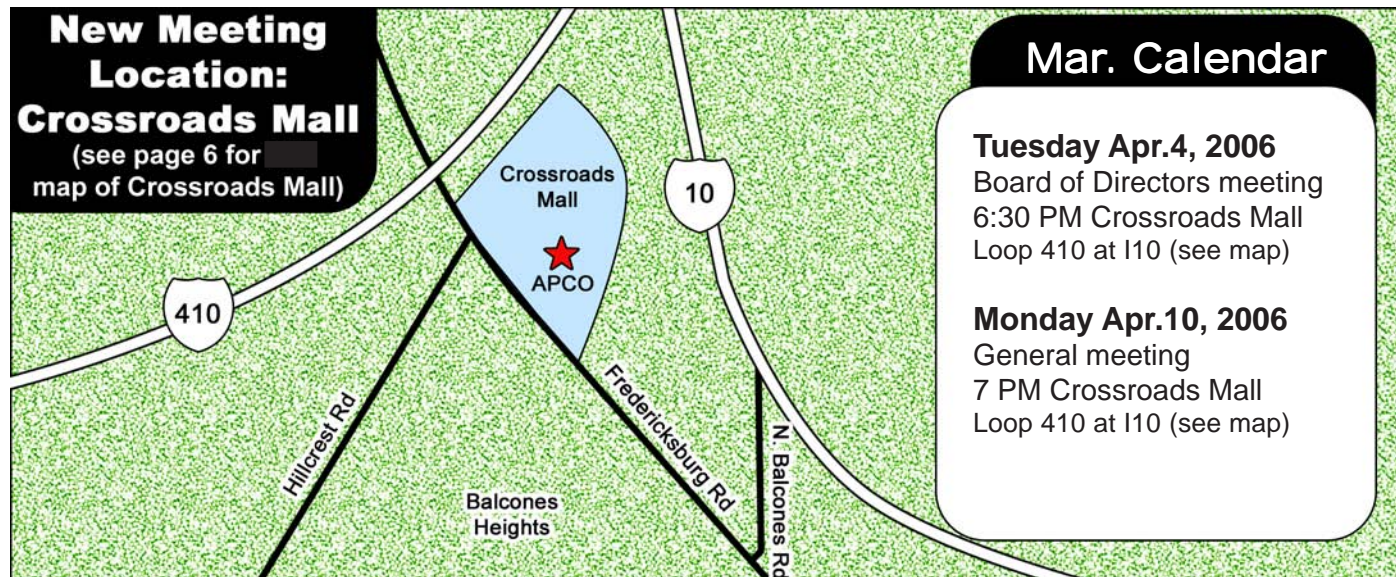 New Meeting
Location:
Crossroads Mall
(see page 6 for
map of Crossroads Mall)
Crossroads
Mall
APCO
10
410
Hillcrest Rd
Fredericksburg Rd
N. Balcones Rd
Balcones
Heights
Mar. Calendar
Tuesday Apr.4, 2006
Board of Directors meeting
6:30 PM Crossroads Mall
Loop 410 at I10 (see map)
Monday Apr.10, 2006
General meeting
7 PM Crossroads Mall
Loop 410 at I10 (see map)